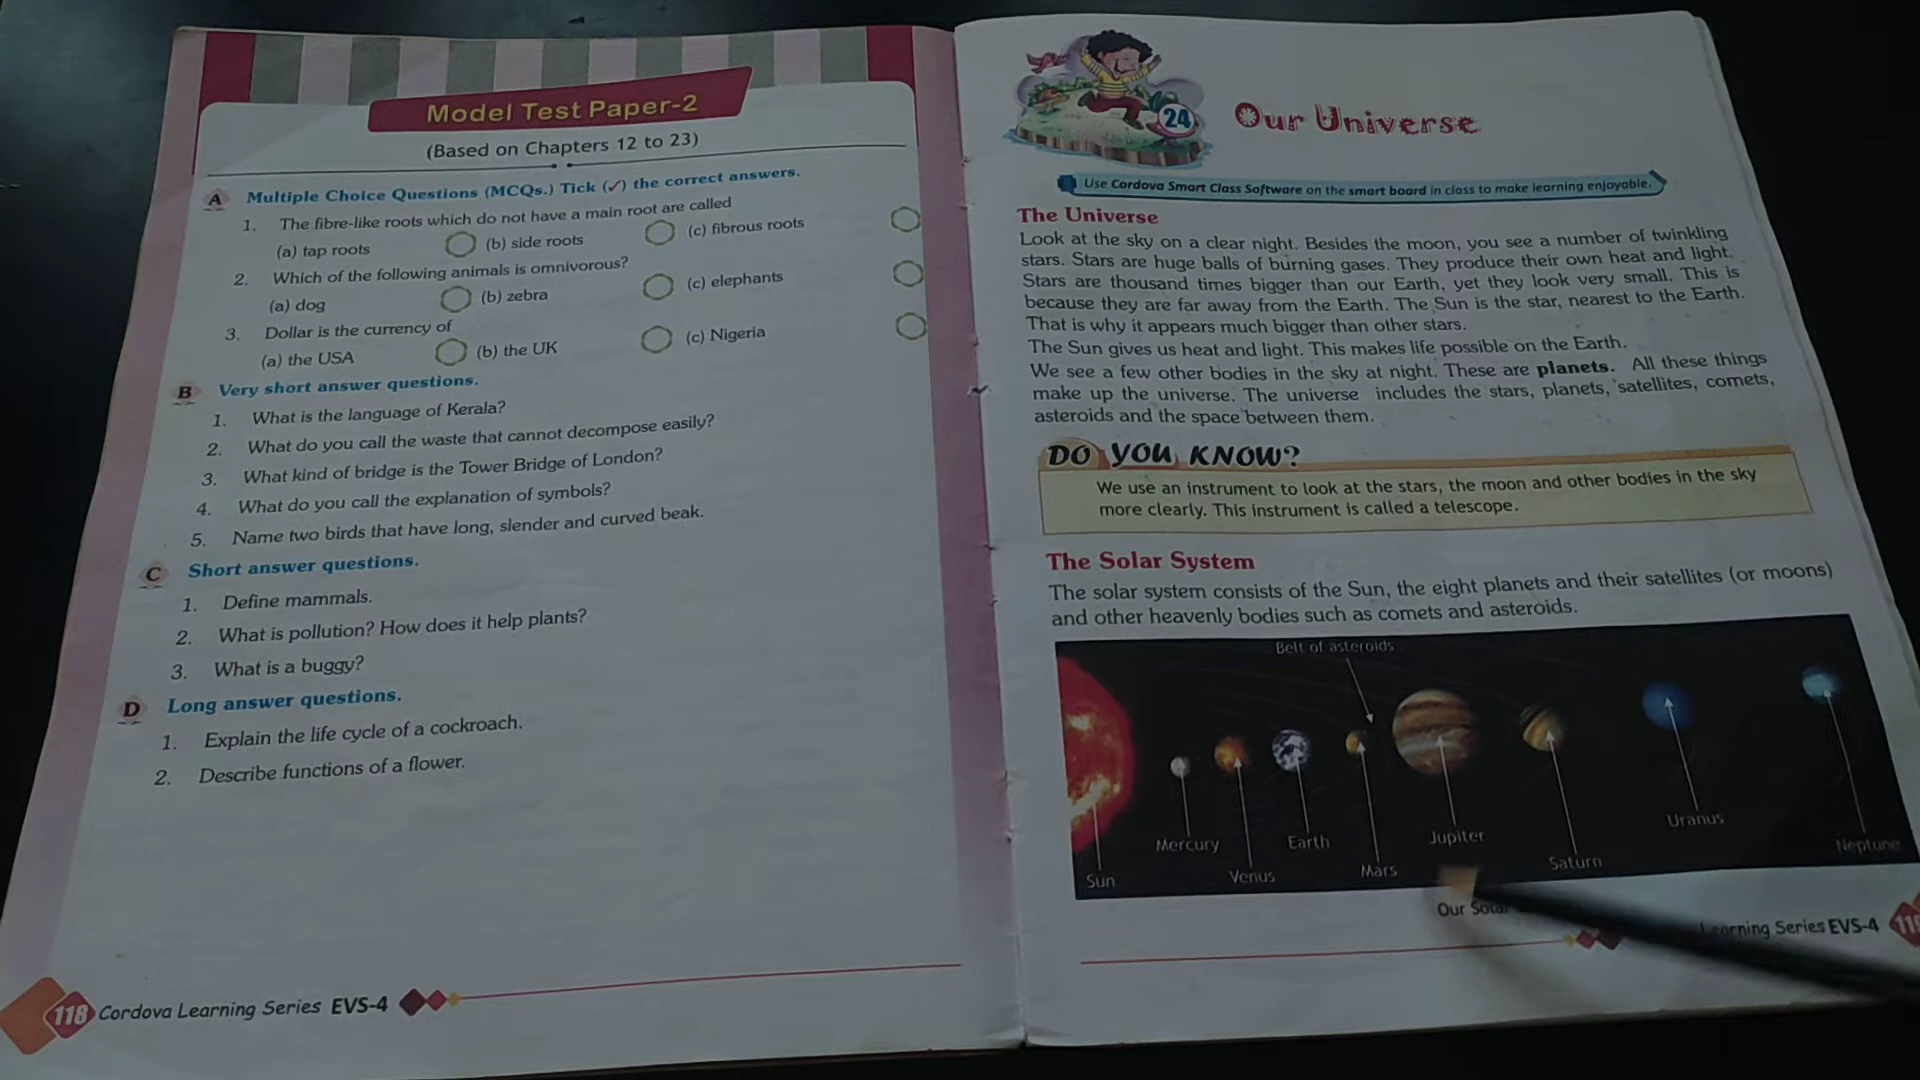 Model Test Paper-2
(Based on Chapters 12 to 23)
A Multiple Choice Questions (MCQs.) Tick (✓) the correct answers.
1. The fibre-like roots which do not have a main root are called
(a) tap roots (b) side roots (c) fibrous roots
2. Which of the following animals is omnivorous?
(a) dog (b) zebra (c) elephants
3. Dollar is the currency of
(a) the USA (b) the UK (c) Nigeria
B Very short answer questions.
1. What is the language of Kerala?
2. What do you call the waste that cannot decompose easily?
3. What kind of bridge is the Tower Bridge of London?
4. What do you call the explanation of symbols?
5. Name two birds that have long, slender and curved beak.
C Short answer questions.
1. Define mammals.
2. What is pollution? How does it help plants?
3. What is a buggy?
D Long answer questions.
1. Explain the life cycle of a cockroach.
2. Describe functions of a flower.
118 Cordova Learning Series EVS-4
24 Our Universe
Use Cordova Smart Class Software on the smart board in class to make learning enjoyable.
The Universe
Look at the sky on a clear night. Besides the moon, you see a number of twinkling
stars. Stars are huge balls of burning gases. They produce their own heat and light.
Stars are thousand times bigger than our Earth, yet they look very small. This is
because they are far away from the Earth. The Sun is the star, nearest to the Earth.
That is why it appears much bigger than other stars.
The Sun gives us heat and light. This makes life possible on the Earth.
We see a few other bodies in the sky at night. These are planets. All these things
make up the universe. The universe includes the stars, planets, satellites, comets,
asteroids and the space between them.
DO YOU KNOW?
We use an instrument to look at the stars, the moon and other bodies in the sky
more clearly. This instrument is called a telescope.
The Solar System
The solar system consists of the Sun, the eight planets and their satellites (or moons)
and other heavenly bodies such as comets and asteroids.
Belt of asteroids
Sun
Mercury
Venus
Earth
Mars
Jupiter
Saturn
Uranus
Neptune
Our
Series EVS-4